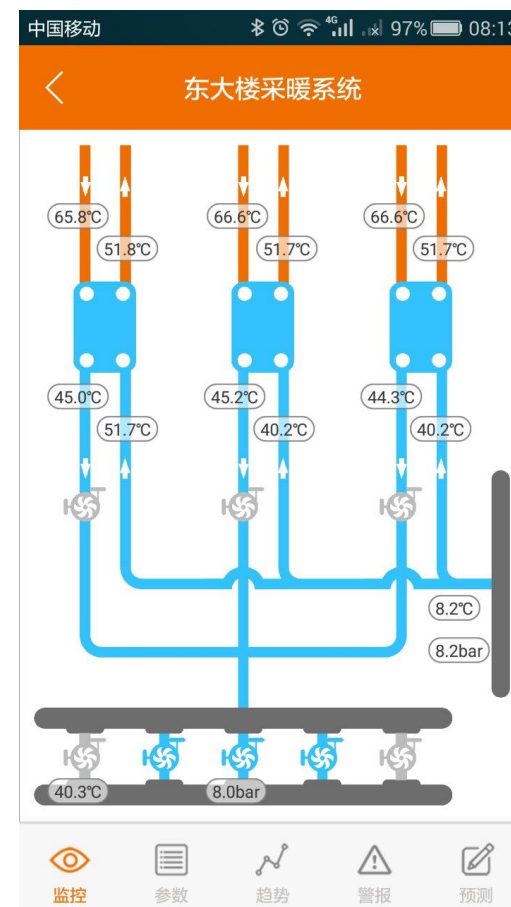 中国移动 4G 97% 08:13
东大楼采暖系统
65.8℃ 66.6℃ 66.6℃
51.8℃ 51.7℃ 51.7℃
45.0℃ 45.2℃ 44.3℃
51.7℃ 40.2℃ 40.2℃
8.2℃
8.2bar
40.3℃ 8.0bar
监控 参数 趋势 警报 预测